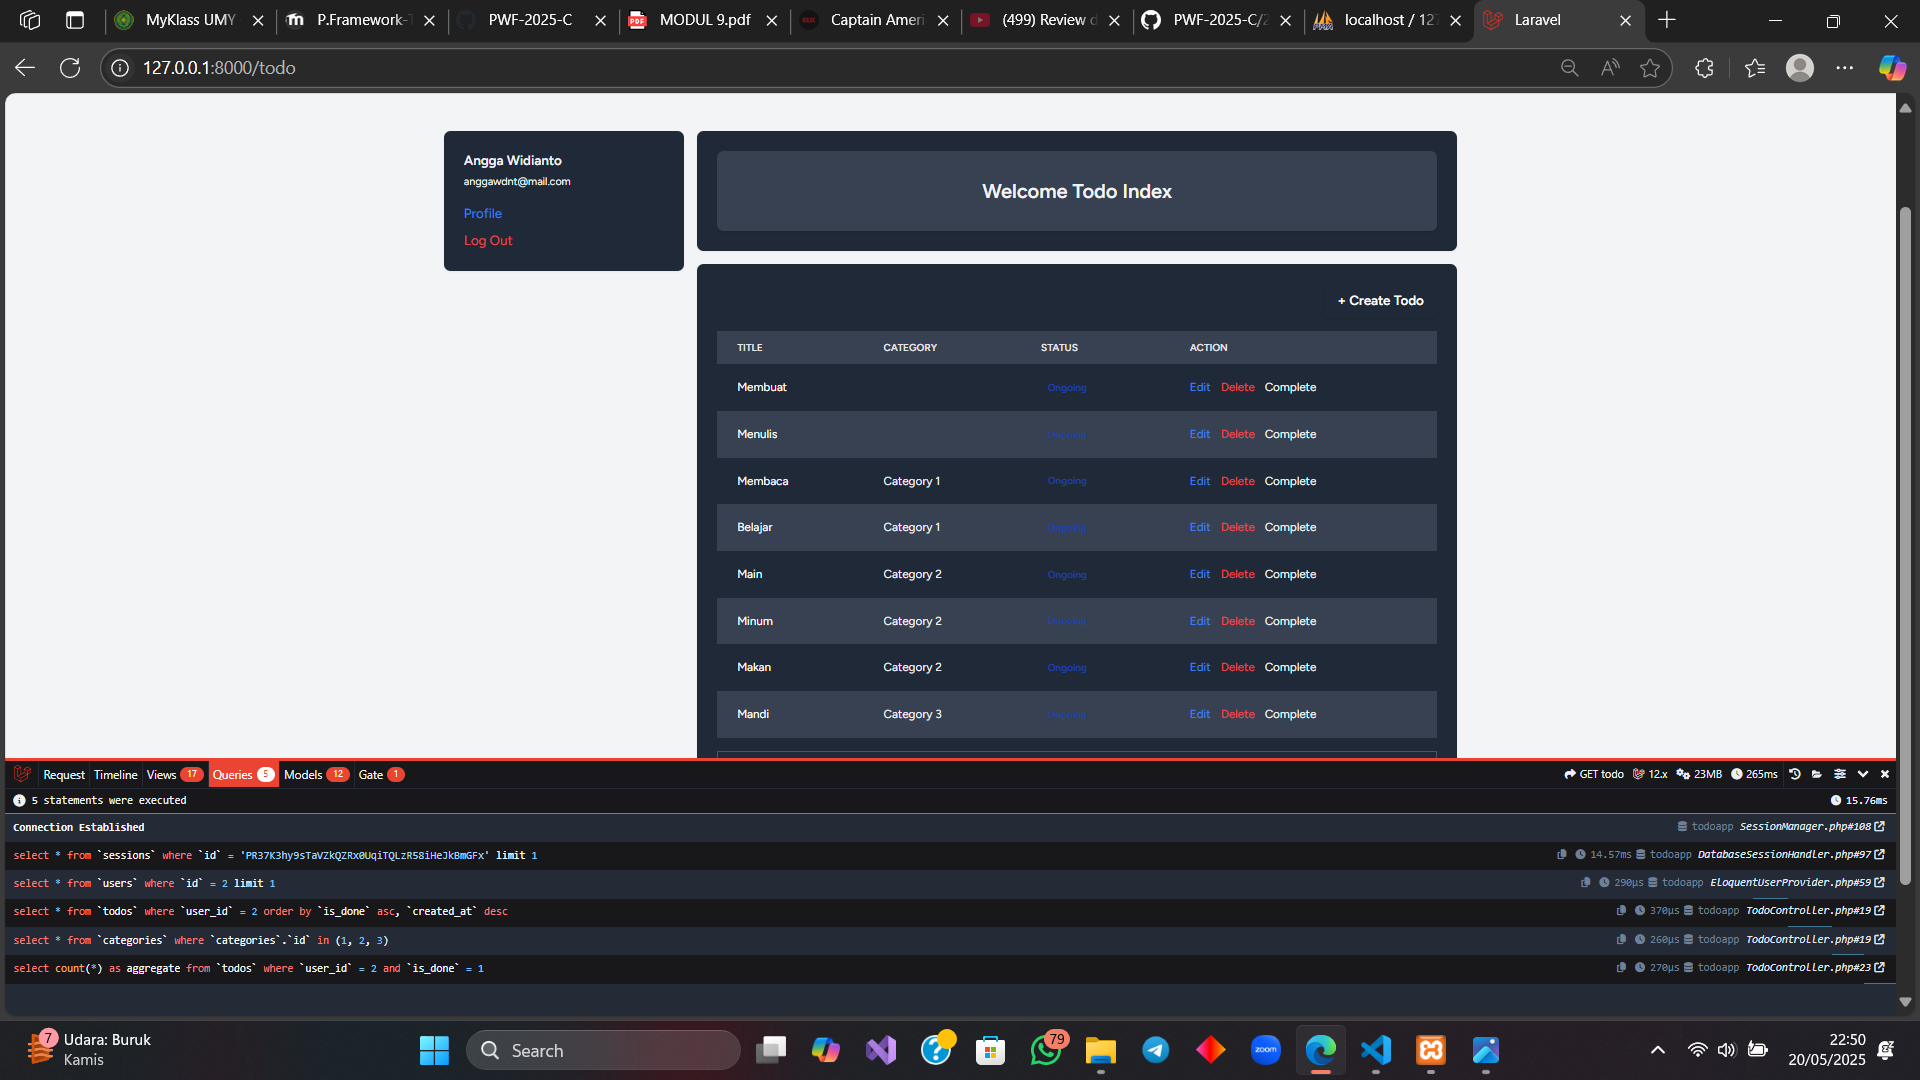 MyKlass UMY
P.Framework-T
PWF-2025-C
MODUL 9.pdf
Captain Ameri
(499) Review d
PWF-2025-C/2
localhost / 127
Laravel
127.0.0.1:8000/todo
Angga Widianto
anggawdnt@mail.com
Profile
Log Out
Welcome Todo Index
+ Create Todo
TITLE CATEGORY STATUS ACTION
Membuat Ongoing Edit Delete Complete
Menulis Ongoing Edit Delete Complete
Membaca Category 1 Ongoing Edit Delete Complete
Belajar Category 1 Ongoing Edit Delete Complete
Main Category 2 Ongoing Edit Delete Complete
Minum Category 2 Ongoing Edit Delete Complete
Makan Category 2 Ongoing Edit Delete Complete
Mandi Category 3 Ongoing Edit Delete Complete
Request Timeline Views 17 Queries 5 Models 12 Gate 1 GET todo 12.x 23MB 265ms
5 statements were executed 15.76ms
Connection Established todoapp SessionManager.php#108
select * from `sessions` where `id` = 'PR37K3hy9sTaVZkQZRx0UqiTQLzR58iHeJkBmGFx' limit 1 14.57ms todoapp DatabaseSessionHandler.php#97
select * from `users` where `id` = 2 limit 1 290μs todoapp EloquentUserProvider.php#59
select * from `todos` where `user_id` = 2 order by `is_done` asc, `created_at` desc 370μs todoapp TodoController.php#19
select * from `categories` where `categories`.`id` in (1, 2, 3) 260μs todoapp TodoController.php#19
select count(*) as aggregate from `todos` where `user_id` = 2 and `is_done` = 1 270μs todoapp TodoController.php#23
7
Udara: Buruk
Kamis
Search
79
zoom
22:50
20/05/2025